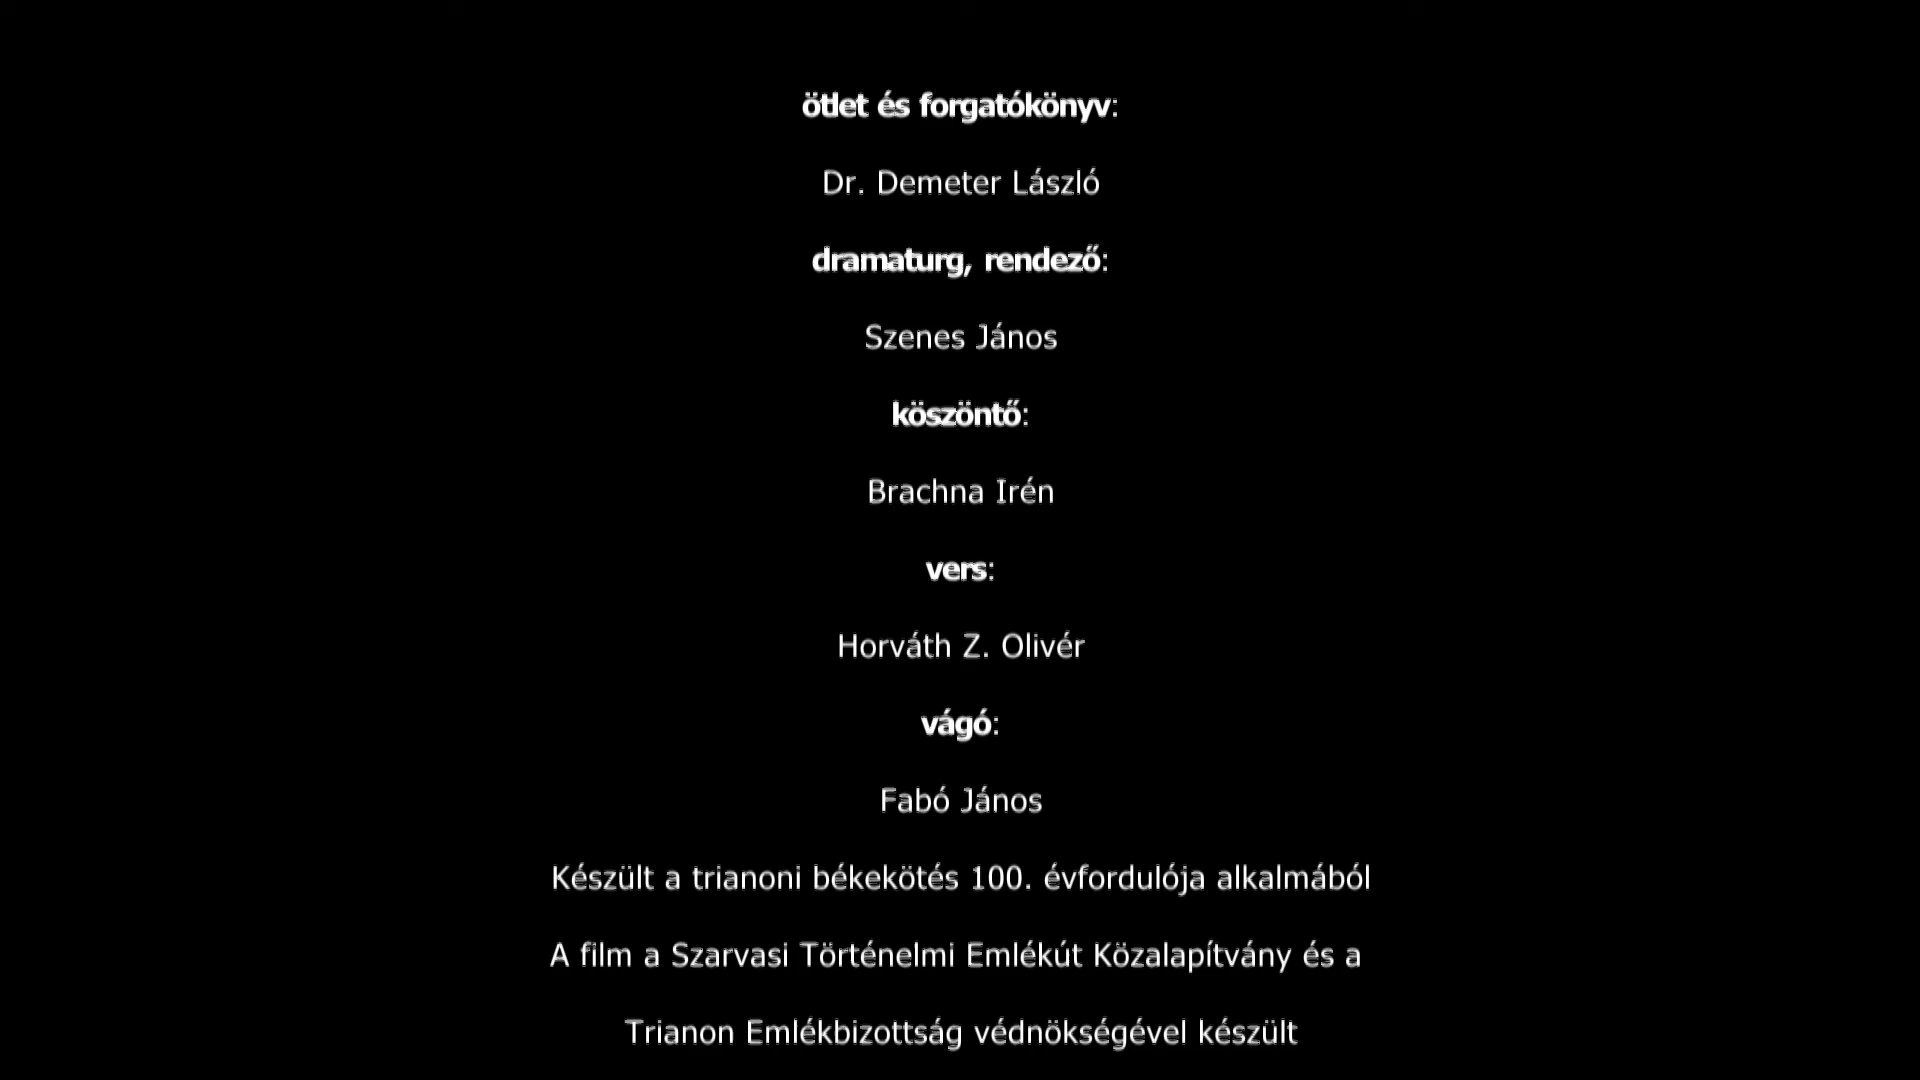 ötlet és forgatókönyv:
Dr. Demeter László
dramaturg, rendező:
Szenes János
köszöntő:
Brachna Irén
vers:
Horváth Z. Olivér
vágó:
Fabó János
Készült a trianoni békekötés 100. évfordulója alkalmából
A film a Szarvasi Történelmi Emlékút Közalapítvány és a
Trianon Emlékbizottság védnökségével készült